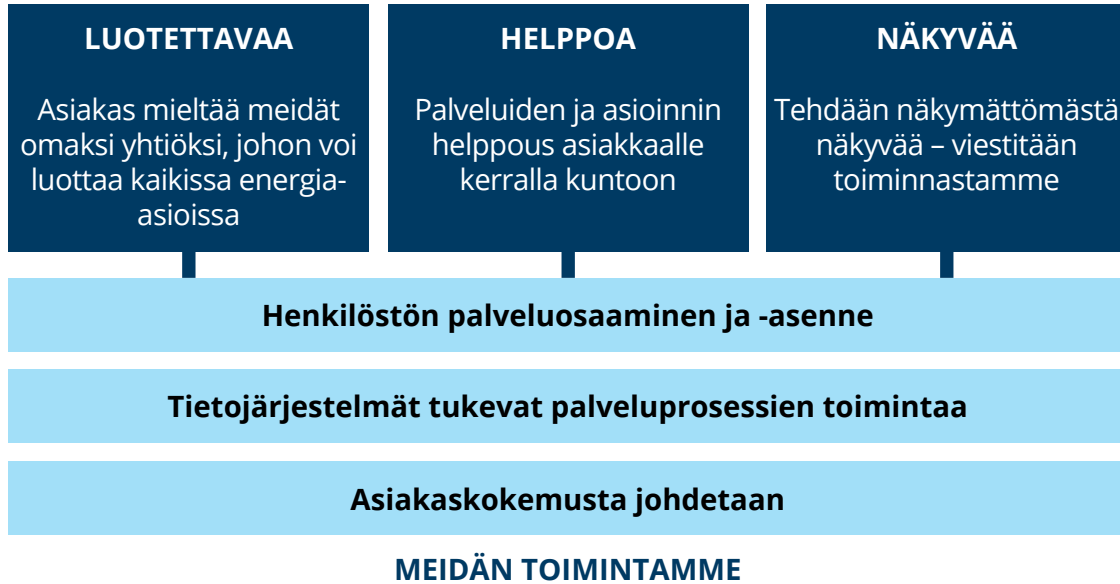 LUOTETTAVAA
Asiakas mieltää meidät
omaksi yhtiöksi, johon voi
luottaa kaikissa energia-
asioissa
HELPPOA
Palveluiden ja asioinnin
helppous asiakkaalle
kerralla kuntoon
NÄKYVÄÄ
Tehdään näkymättömästä
näkyvää – viestitään
toiminnastamme
Henkilöstön palveluosaaminen ja -asenne
Tietojärjestelmät tukevat palveluprosessien toimintaa
Asiakaskokemusta johdetaan
MEIDÄN TOIMINTAMME